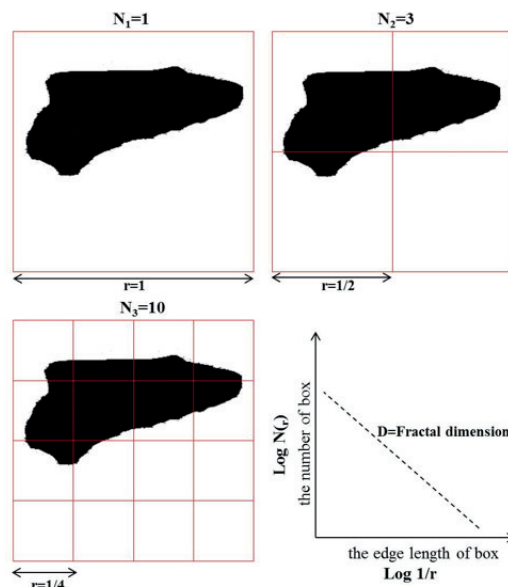 N₁=1
N₂=3
r=1
r=1/2
N₃=10
r=1/4
Log N(r)
the number of box
D=Fractal dimension
the edge length of box
Log 1/r